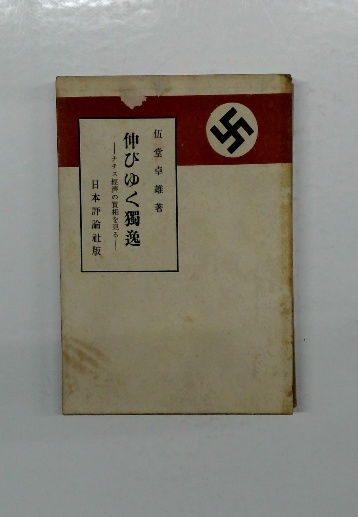 伍堂卓雄著
伸びゆく獨逸
―ナチス經濟の實相を見る―
日本評論社版